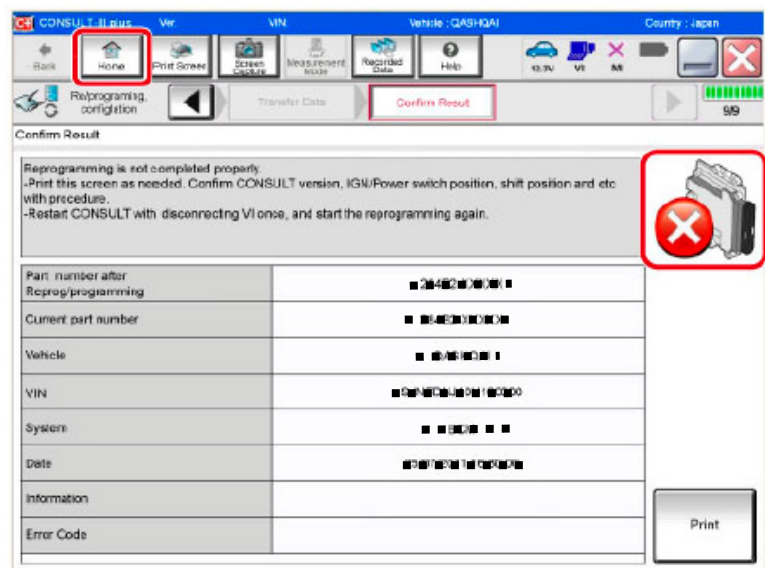 CONSULT-III plus Ver. VIN: Vehicle : QASHQAI Country : Japan
Back Home Print Screen Screen Capture Measurement Mode Recorded Data Help VI MI
Re/programing, configlation Transfer Data Confirm Result 9/9
Confirm Result
Reprogramming is not completed properly.
-Print this screen as needed. Confirm CONSULT version, IGN/Power switch position, shift position and etc
with procedure.
-Restart CONSULT with disconnecting VI once, and start the reprogramming again.
Part number after
Reprog/programming
Current part number
Vehicle
VIN
System
Date
Information
Error Code
Print